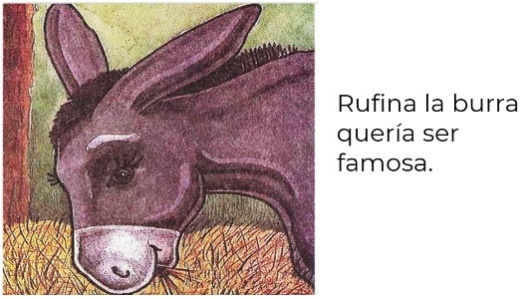 Rufina la burra
quería ser
famosa.